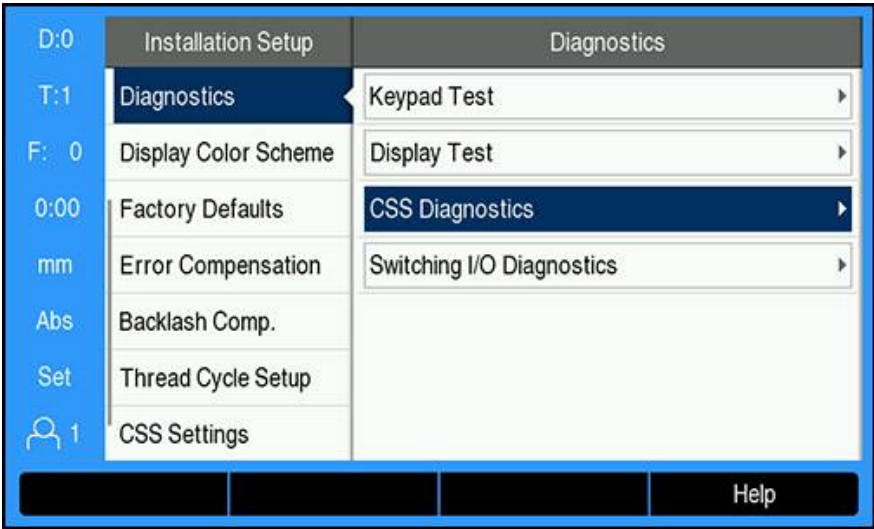 D:0
T:1
F: 0
0:00
mm
Abs
Set
1
Installation Setup
Diagnostics
Display Color Scheme
Factory Defaults
Error Compensation
Backlash Comp.
Thread Cycle Setup
CSS Settings
Diagnostics
Keypad Test
Display Test
CSS Diagnostics
Switching I/O Diagnostics
Help